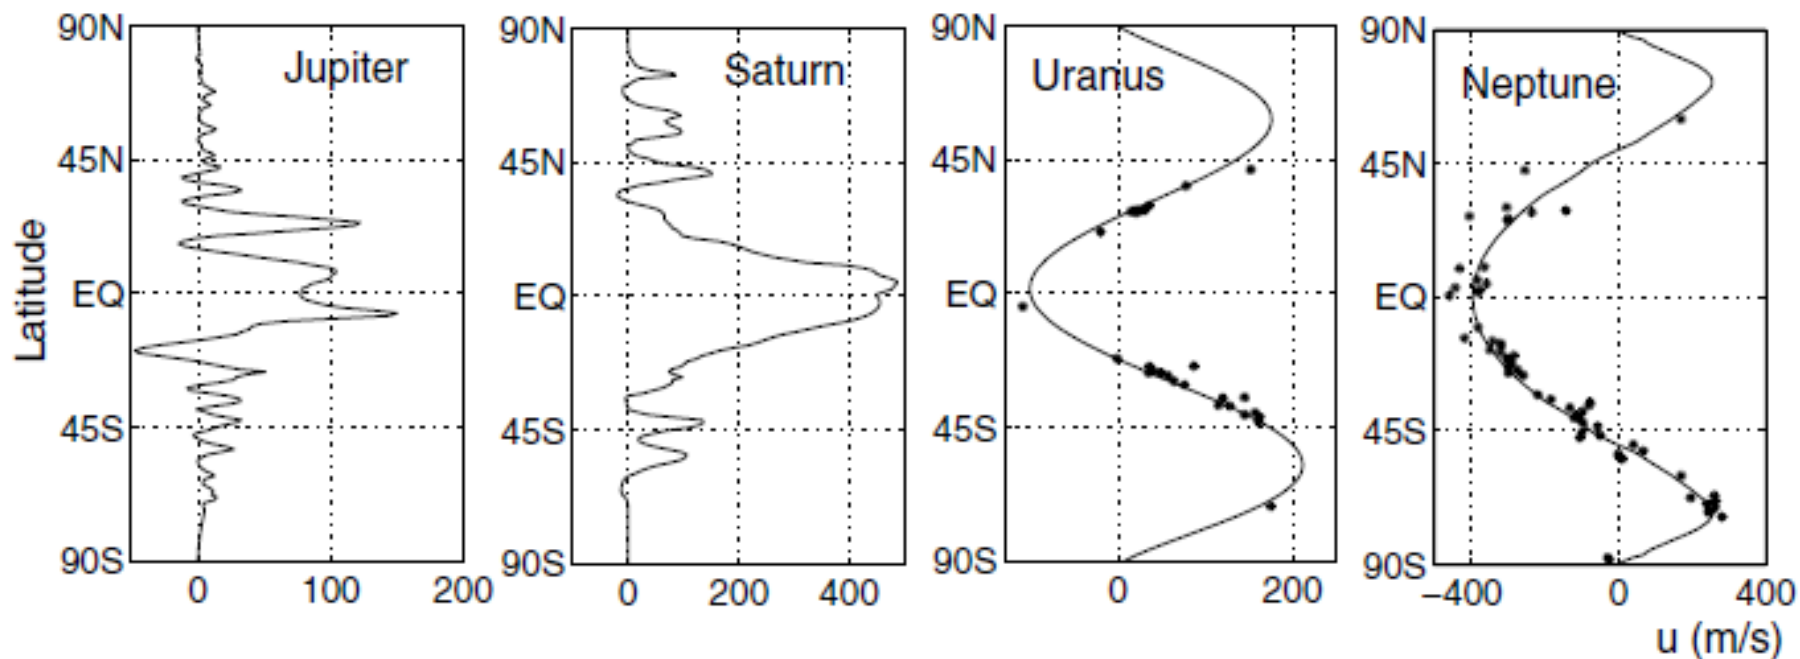 Latitude
90N
45N
EQ
45S
90S
Jupiter
0 100 200
90N
45N
EQ
45S
90S
Saturn
0 200 400
90N
45N
EQ
45S
90S
Uranus
0 200
90N
45N
EQ
45S
90S
Neptune
−400 0 400
u (m/s)